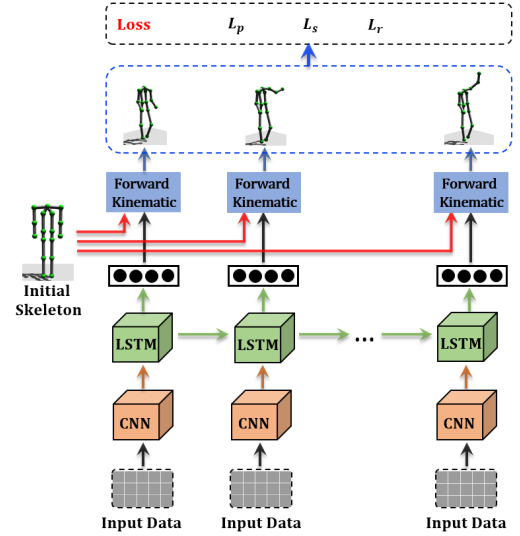 Loss L_p L_s L_r
Forward Kinematic Forward Kinematic Forward Kinematic
Initial
Skeleton
LSTM LSTM ... LSTM
CNN CNN CNN
Input Data Input Data Input Data